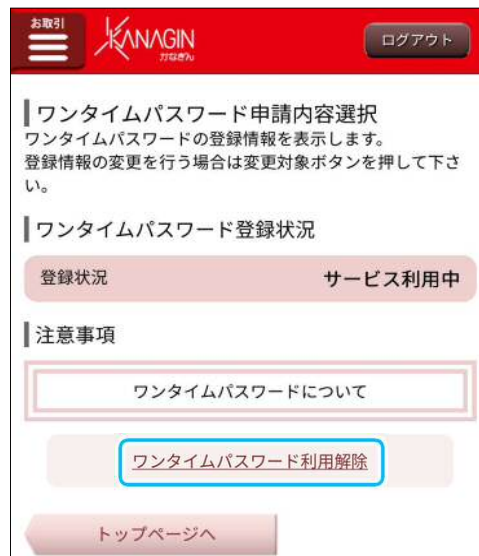 お取引
KANAGIN
かなぎん
ログアウト
ワンタイムパスワード申請内容選択
ワンタイムパスワードの登録情報を表示します。
登録情報の変更を行う場合は変更対象ボタンを押して下さ
い。
ワンタイムパスワード登録状況
登録状況 サービス利用中
注意事項
ワンタイムパスワードについて
ワンタイムパスワード利用解除
トップページへ